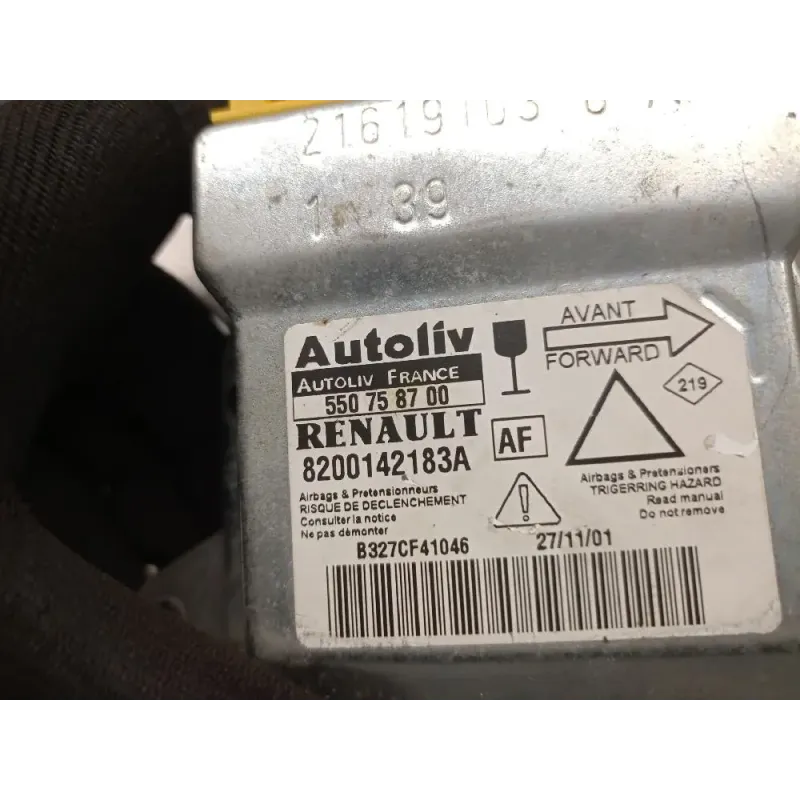 1 39
Autoliv
AUTOLIV FRANCE
550 75 87 00
RENAULT
8200142183A
AF
AVANT
FORWARD
219
Airbags & Pretensionneurs
RISQUE DE DECLENCHEMENT
Consulter la notice
Ne pas démonter
Airbags & Pretensioners
TRIGERRING HAZARD
Read manual
Do not remove
B327CF41046
27/11/01